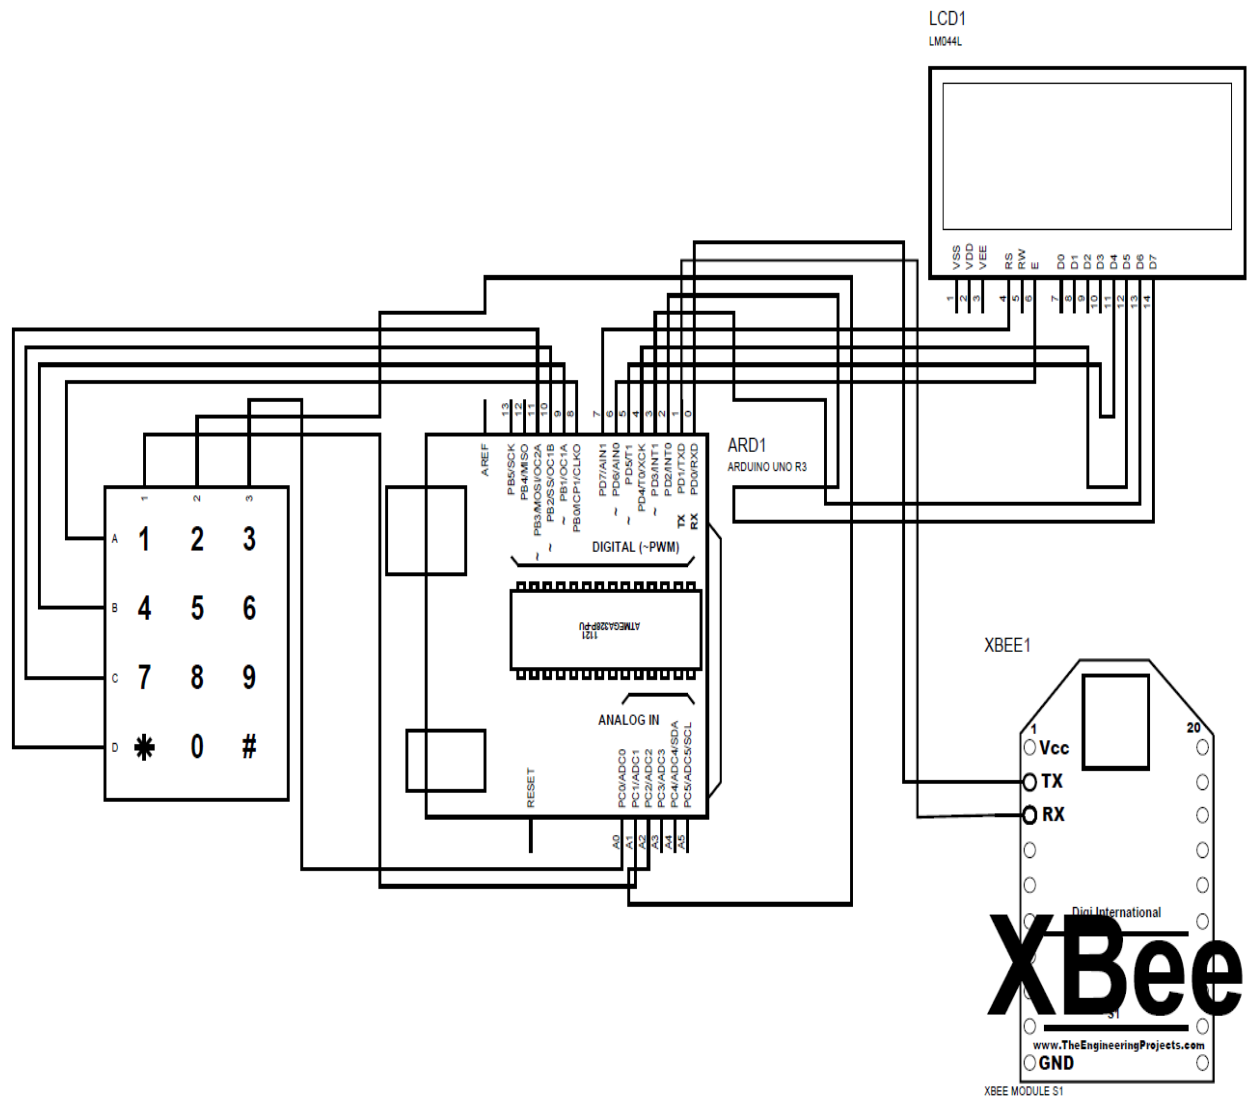 LCD1
LM044L
VSS
VDD
VEE
RS
RW
E
D0
D1
D2
D3
D4
D5
D6
D7
1
2
3
4
5
6
7
8
9
10
11
12
13
14
AREF
13
12
11
10
9
8
7
6
5
4
3
2
1
0
PB5/SCK
PB4/MISO
~ PB3/MOSI/OC2A
~ PB2/SS/OC1B
~ PB1/OC1A
PB0/ICP1/CLKO
PD7/AIN1
~ PD6/AIN0
~ PD5/T1
PD4/T0/XCK
~ PD3/INT1
PD2/INT0
TX PD1/TXD
RX PD0/RXD
DIGITAL (~PWM)
ARD1
ARDUINO UNO R3
1 2 3
A 1 2 3
B 4 5 6
C 7 8 9
D * 0 #
1121
ATMEGA328P-PU
ANALOG IN
RESET
PC0/ADC0
PC1/ADC1
PC2/ADC2
PC3/ADC3
PC4/ADC4/SDA
PC5/ADC5/SCL
A0
A1
A2
A3
A4
A5
XBEE1
1 20
Vcc
TX
RX
Digi International
XBee
S1
www.TheEngineeringProjects.com
GND
XBEE MODULE S1